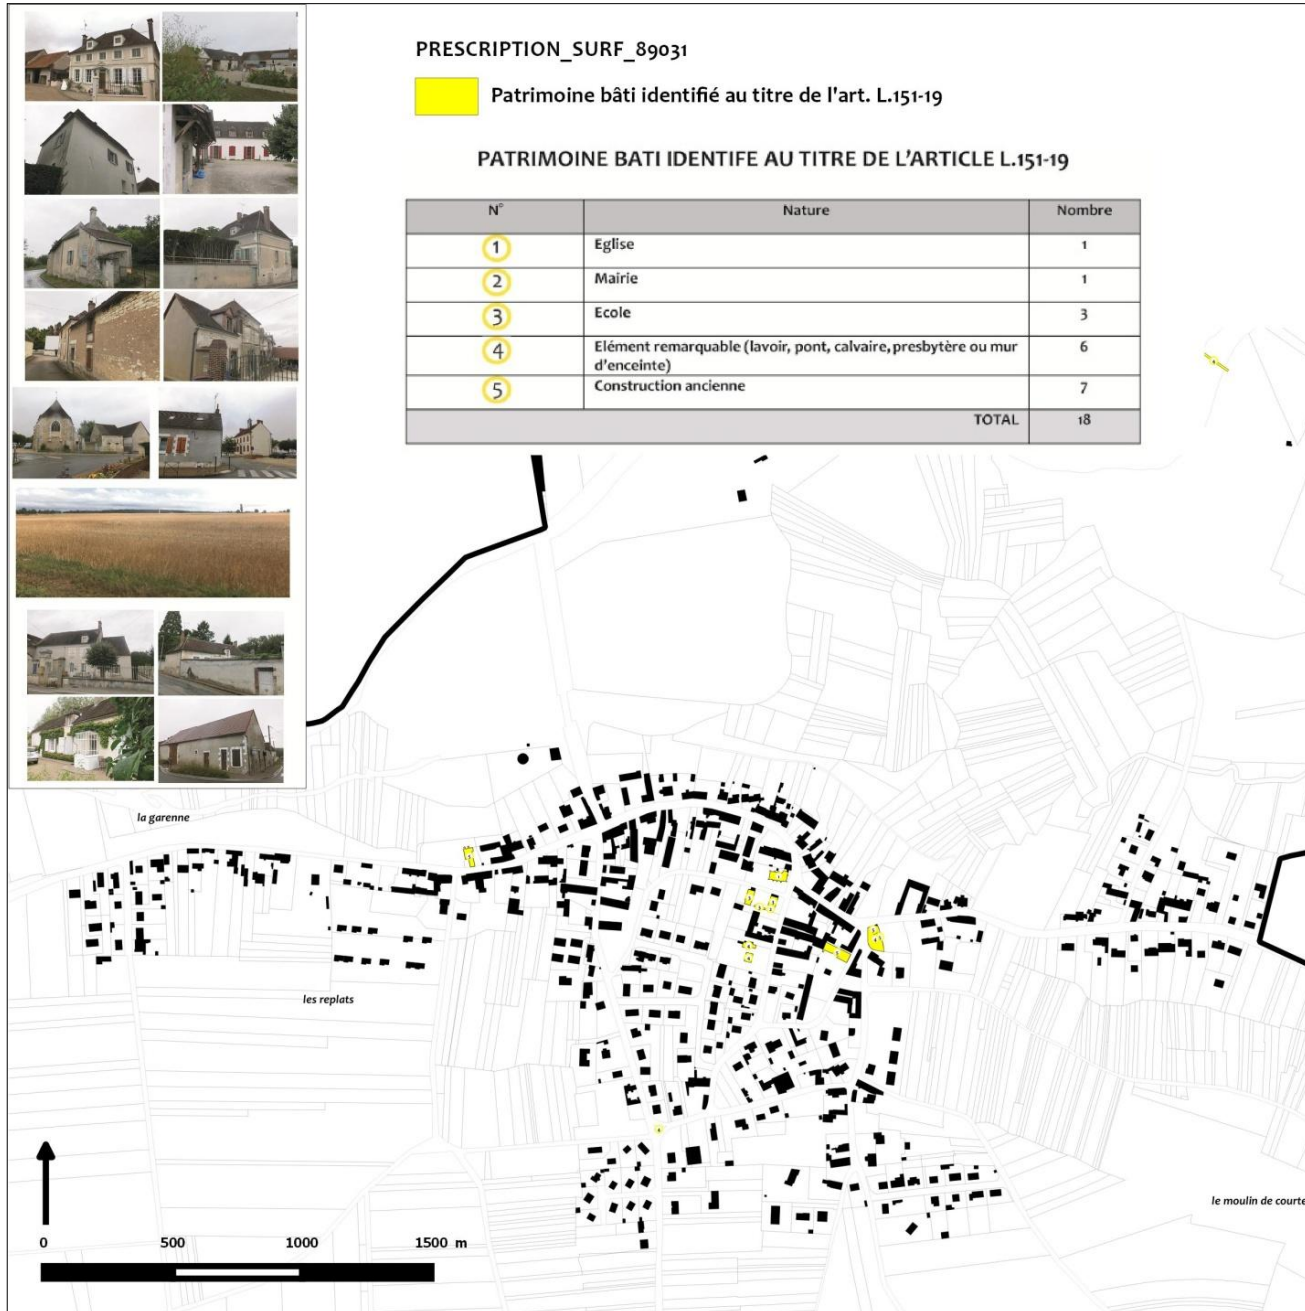 PRESCRIPTION_SURF_89031
Patrimoine bâti identifié au titre de l'art. L.151-19
PATRIMOINE BATI IDENTIFE AU TITRE DE L'ARTICLE L.151-19
N° Nature Nombre
1 Eglise 1
2 Mairie 1
3 Ecole 3
4 Elément remarquable (lavoir, pont, calvaire, presbytère ou mur 6
d'enceinte)
5 Construction ancienne 7
TOTAL 18
la garenne
les replats
le moulin de courte
0 500 1000 1500 m